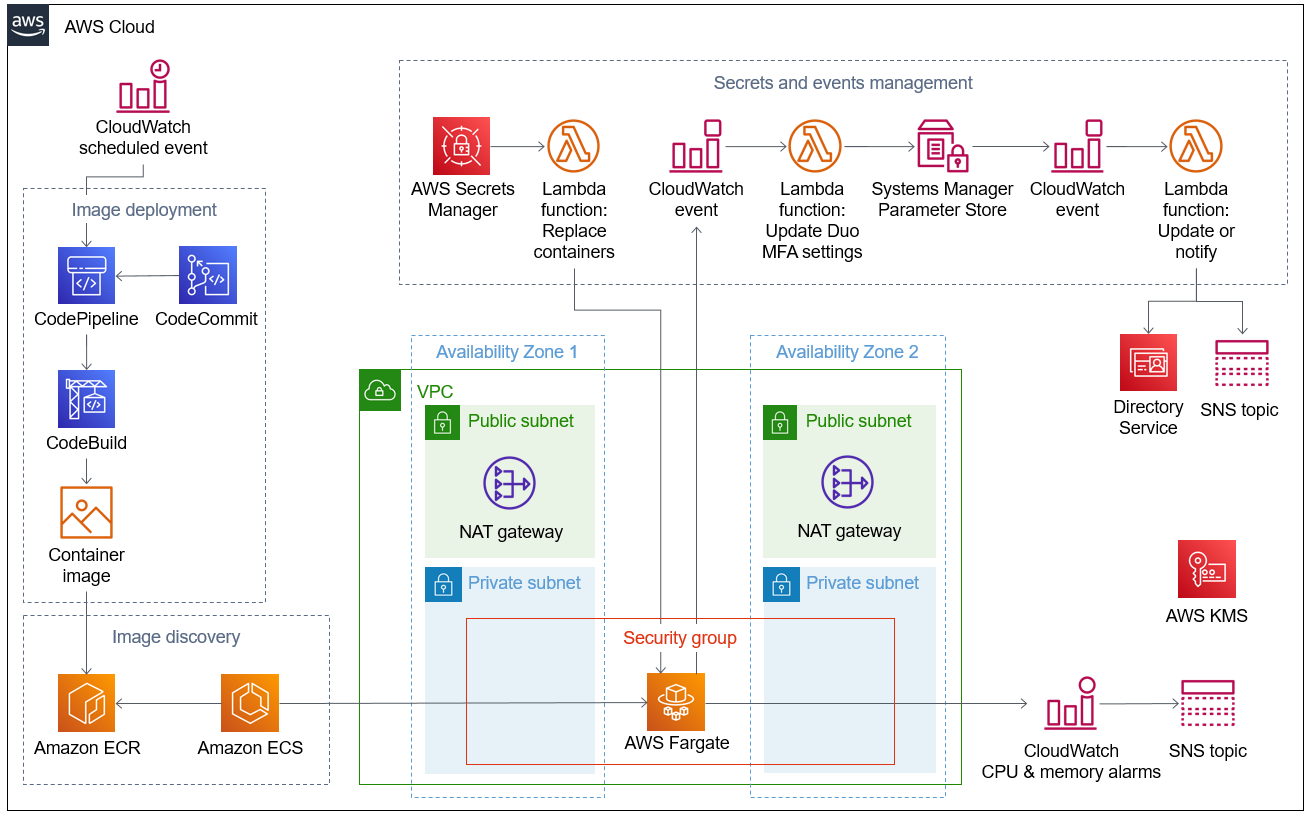 aws
AWS Cloud
CloudWatch
scheduled event
Secrets and events management
AWS Secrets
Manager
Lambda
function:
Replace
containers
CloudWatch
event
Lambda
function:
Update Duo
MFA settings
Systems Manager
Parameter Store
CloudWatch
event
Lambda
function:
Update or
notify
Image deployment
CodePipeline
CodeCommit
CodeBuild
Container
image
Availability Zone 1
Availability Zone 2
VPC
Public subnet
NAT gateway
Public subnet
NAT gateway
Directory
Service
SNS topic
Private subnet
Private subnet
AWS KMS
Security group
Image discovery
Amazon ECR
Amazon ECS
AWS Fargate
CloudWatch
CPU & memory alarms
SNS topic